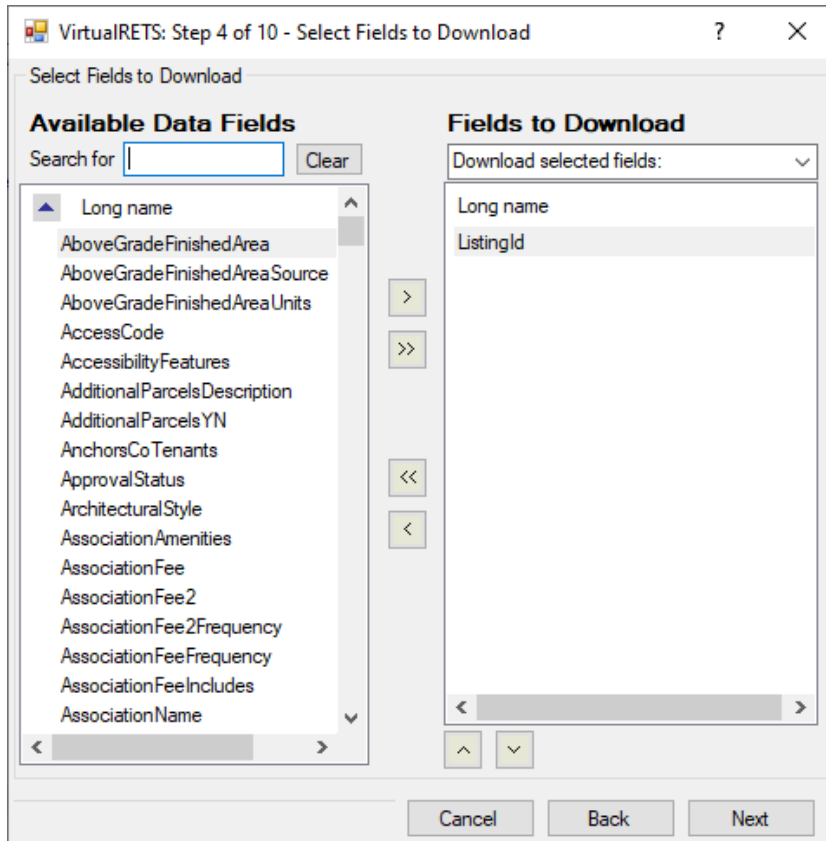 VirtualRETS: Step 4 of 10 - Select Fields to Download
?
Select Fields to Download
Available Data Fields
Search for
Clear
Long name
AboveGradeFinishedArea
AboveGradeFinishedAreaSource
AboveGradeFinishedAreaUnits
AccessCode
AccessibilityFeatures
AdditionalParcelsDescription
AdditionalParcelsYN
AnchorsCoTenants
ApprovalStatus
ArchitecturalStyle
AssociationAmenities
AssociationFee
AssociationFee2
AssociationFee2Frequency
AssociationFeeFrequency
AssociationFeeIncludes
AssociationName
>
>>
<<
<
Fields to Download
Download selected fields:
Long name
ListingId
Cancel
Back
Next